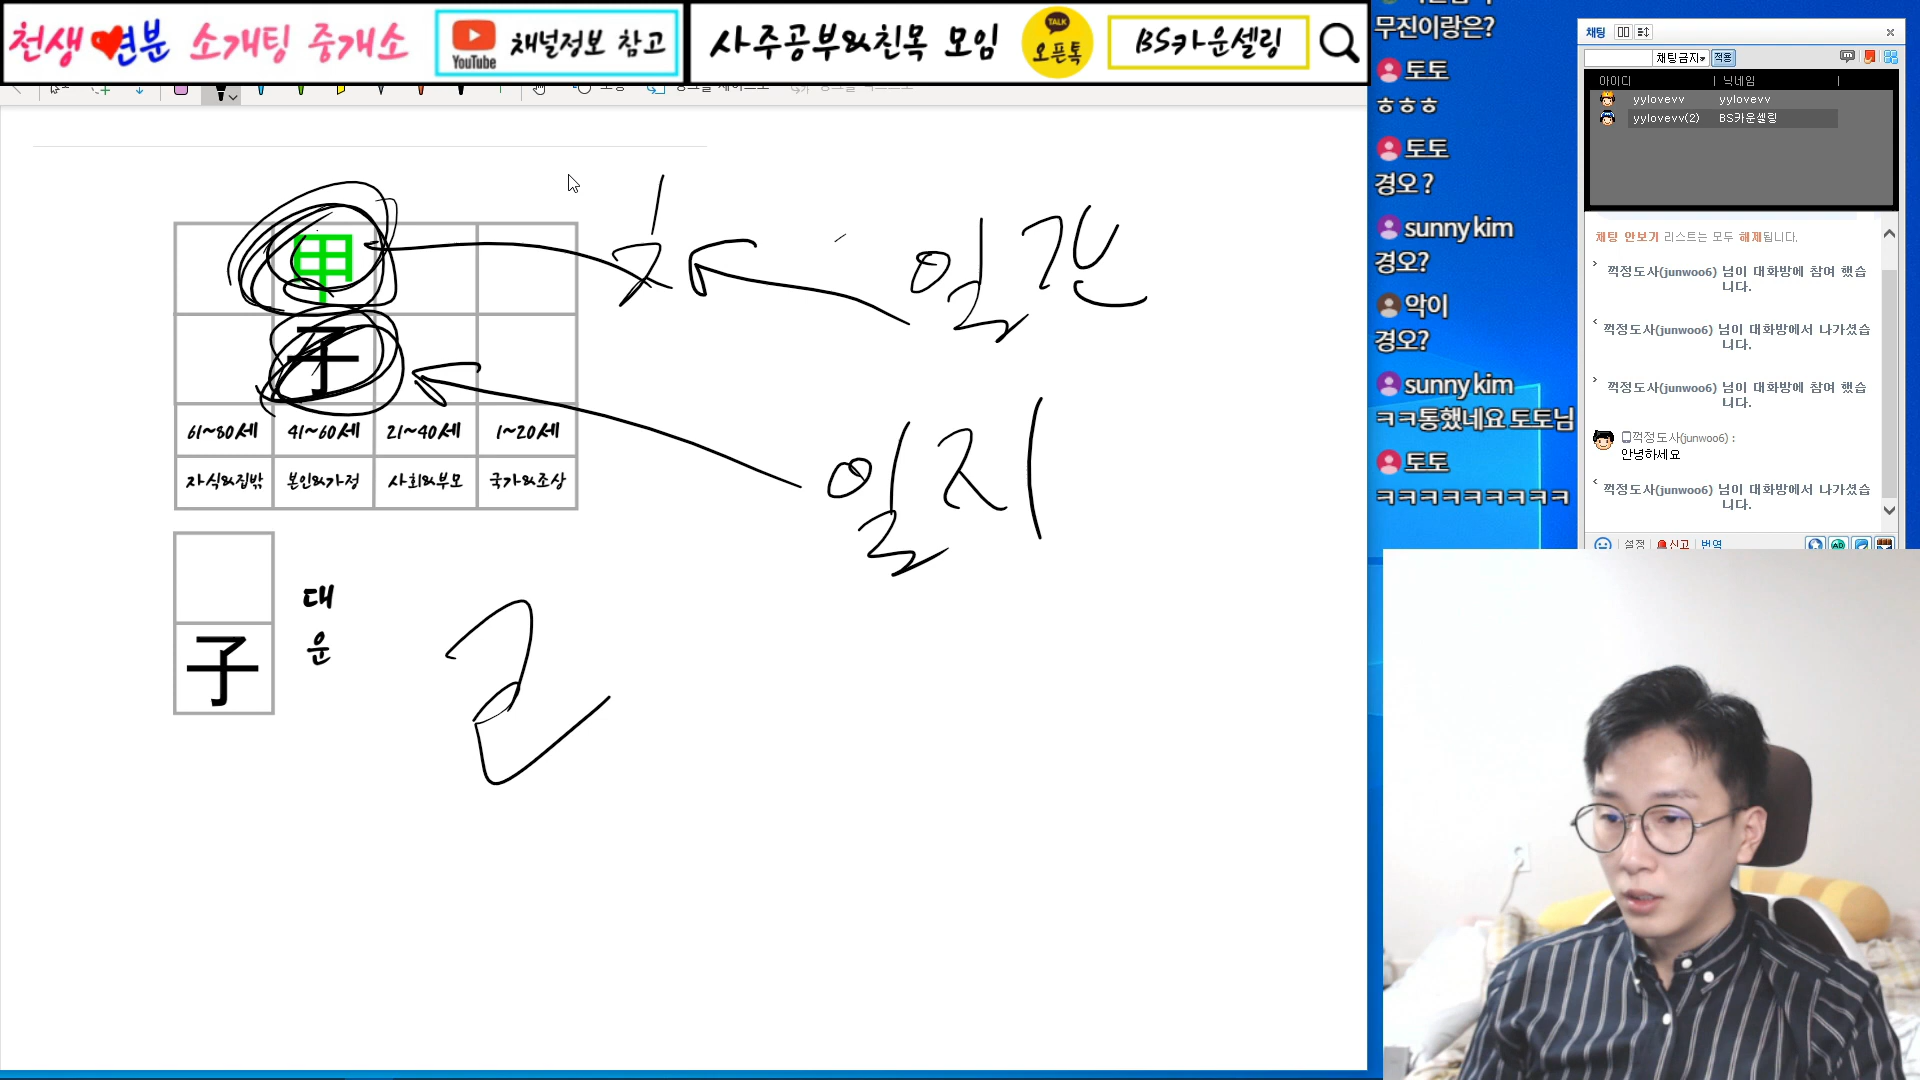 천생♥연분 소개팅 중개소
YouTube 채널정보 참고
사주공부&친목 모임
TALK 오픈톡
BS카운셀링
甲
子
61~80세 41~60세 21~40세 1~20세
자식&집밖 본인&가정 사회&부모 국가&조상
子
대
운
일간
일지
무진이랑은?
토토
ㅎㅎㅎ
토토
경오 ?
sunny kim
경오?
악이
경오?
sunny kim
ㅋㅋ통했네요 토토님
토토
ㅋㅋㅋㅋㅋㅋㅋㅋㅋ
채팅
채팅금지 적용
아이디 닉네임
yylovevv yylovevv
yylovevv(2) BS카운셀링
채팅 안보기 리스트는 모두 해제됩니다.
꺽정도사(junwoo6) 님이 대화방에 참여 했습
니다.
꺽정도사(junwoo6) 님이 대화방에서 나가셨습
니다.
꺽정도사(junwoo6) 님이 대화방에 참여 했습
니다.
꺽정도사(junwoo6) :
안녕하세요
꺽정도사(junwoo6) 님이 대화방에서 나가셨습
니다.
설정 신고 번역